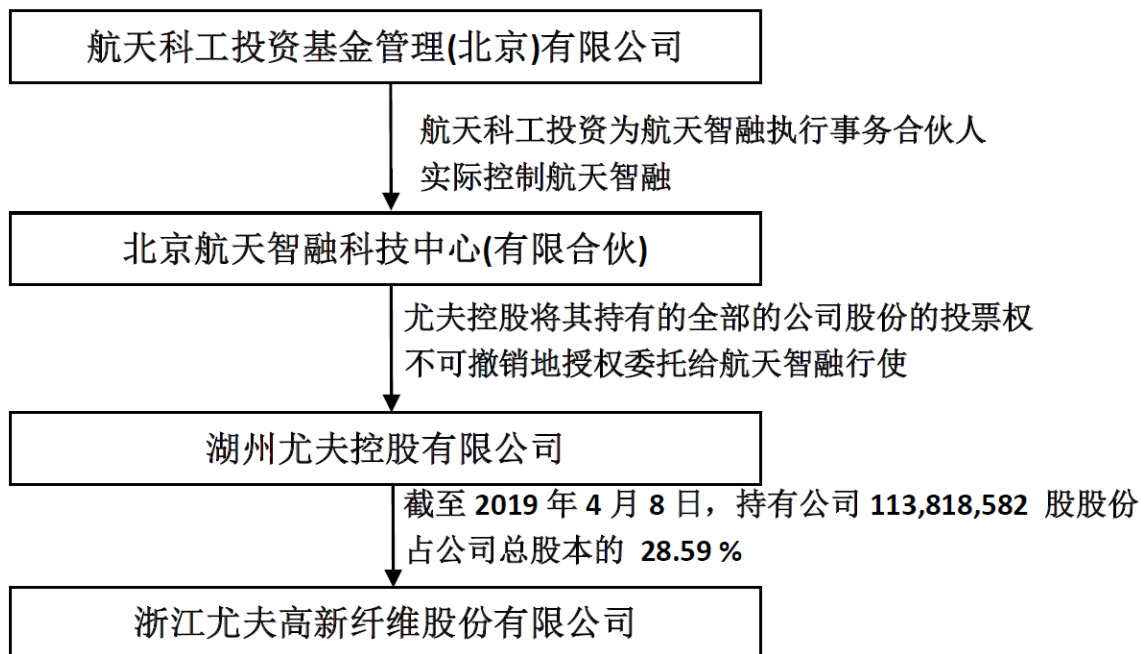 航天科工投资基金管理(北京)有限公司
航天科工投资为航天智融执行事务合伙人
实际控制航天智融
北京航天智融科技中心(有限合伙)
尤夫控股将其持有的全部的公司股份的投票权
不可撤销地授权委托给航天智融行使
湖州尤夫控股有限公司
截至 2019 年 4 月 8 日，持有公司 113,818,582 股股份
占公司总股本的 28.59 %
浙江尤夫高新纤维股份有限公司